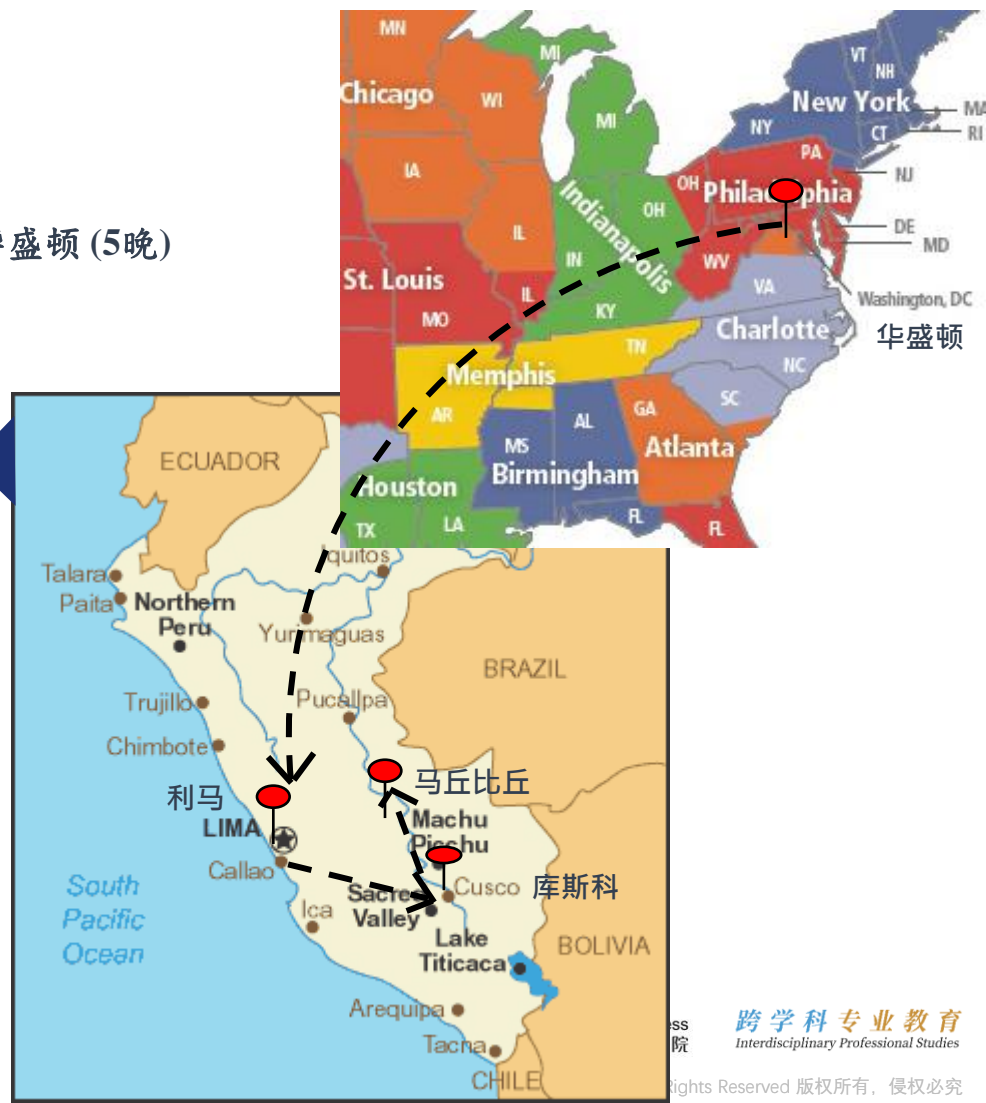 盛顿 (5晚)
MN
MI
Chicago
WI
MI
IA
IL
IN
OH
Indianapolis
OH
Philadelphia
PA
NY
New York
VT
NH
MA
CT
RI
NJ
DE
MD
WV
VA
Washington, DC
华盛顿
St. Louis
IL
MO
KY
Charlotte
TN
NC
Memphis
AR
SC
MS
AL
GA
Atlanta
Birmingham
Houston
TX
LA
FL
FL
ECUADOR
Iquitos
Talara
Paita
Northern
Peru
Yurimaguas
BRAZIL
Trujillo
Pucallpa
Chimbote
利马
LIMA
Callao
马丘比丘
Machu
Picchu
Cusco
库斯科
Sacred
Valley
Ica
South
Pacific
Ocean
Lake
Titicaca
BOLIVIA
Arequipa
Tacna
CHILE
ess
院
跨学科专业教育
Interdisciplinary Professional Studies
Rights Reserved 版权所有，侵权必究